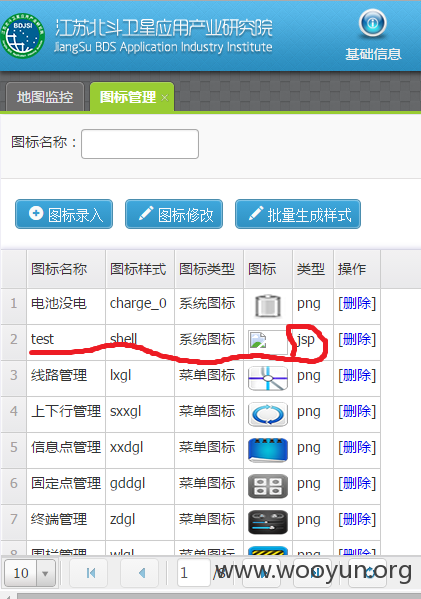 BDJSI
江苏北斗卫星应用产业研究院
JiangSu BDS Application Industry Institute
基础信息
地图监控 图标管理 ×
图标名称：
图标录入 图标修改 批量生成样式
图标名称 图标样式 图标类型 图标 类型 操作
1 电池没电 charge_0 系统图标 png [删除]
2 test shell 系统图标 jsp [删除]
3 线路管理 lxgl 菜单图标 png [删除]
4 上下行管理 sxxgl 菜单图标 png [删除]
5 信息点管理 xxdgl 菜单图标 png [删除]
6 固定点管理 gddgl 菜单图标 png [删除]
7 终端管理 zdgl 菜单图标 png [删除]
8 围栏管理 wlgl 菜单图标 png [删除]
10 1
www.wooyun.org